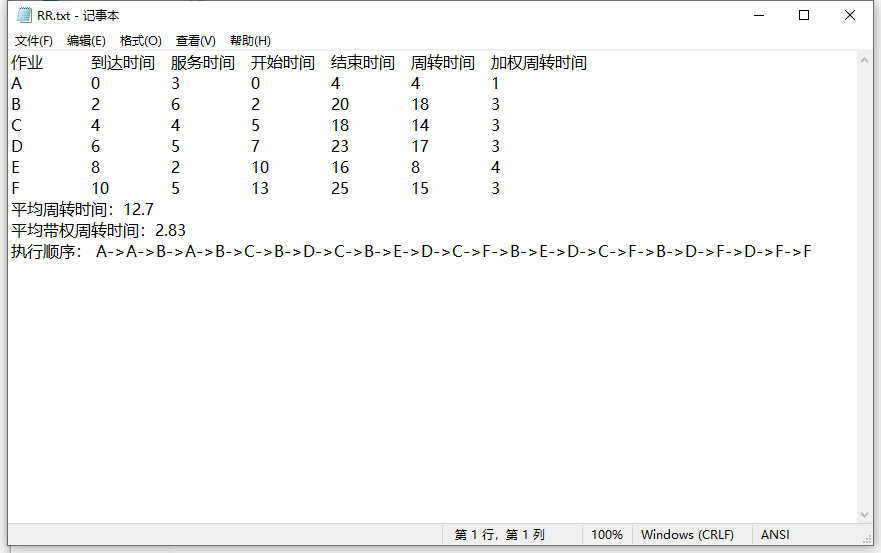 RR.txt - 记事本
文件(F) 编辑(E) 格式(O) 查看(V) 帮助(H)
作业 到达时间 服务时间 开始时间 结束时间 周转时间 加权周转时间
A 0 3 0 4 4 1
B 2 6 2 20 18 3
C 4 4 5 18 14 3
D 6 5 7 23 17 3
E 8 2 10 16 8 4
F 10 5 13 25 15 3
平均周转时间：12.7
平均带权周转时间：2.83
执行顺序： A->A->B->A->B->C->B->D->C->B->E->D->C->F->B->E->D->C->F->B->D->F->D->F->F
第 1 行，第 1 列 100% Windows (CRLF) ANSI